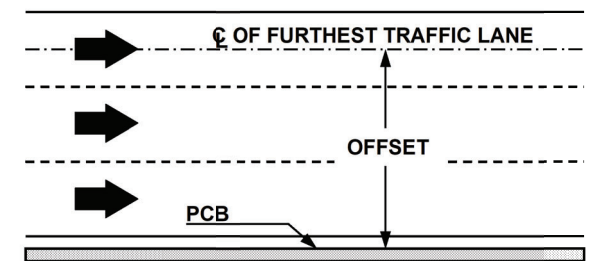 ℄ OF FURTHEST TRAFFIC LANE
OFFSET
PCB